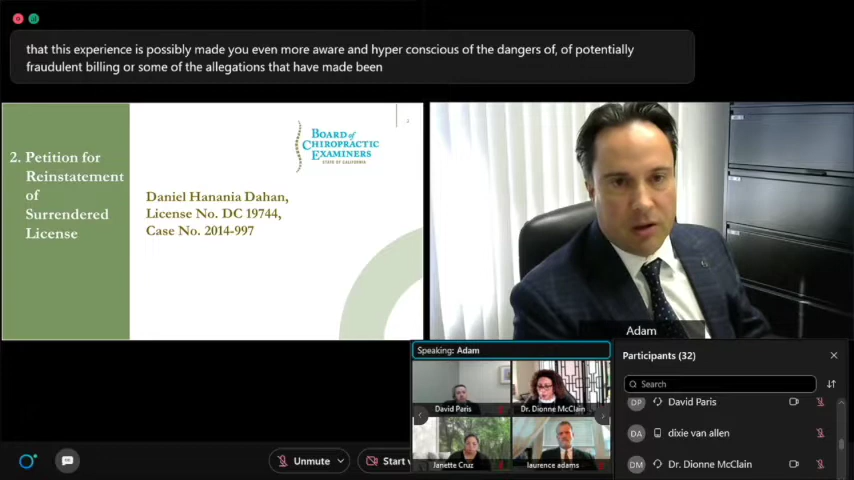 that this experience is possibly made you even more aware and hyper conscious of the dangers of, of potentially
fraudulent billing or some of the allegations that have made been
2
2. Petition for
Reinstatement
of
Surrendered
License
BOARD of
CHIROPRACTIC
EXAMINERS
STATE OF CALIFORNIA
Daniel Hanania Dahan,
License No. DC 19744,
Case No. 2014-997
Adam
Speaking: Adam
David Paris
Dr. Dionne McClain
Janette Cruz
laurence adams
Participants (32)
Search
DP David Paris
DA dixie van allen
DM Dr. Dionne McClain
Unmute
Start v